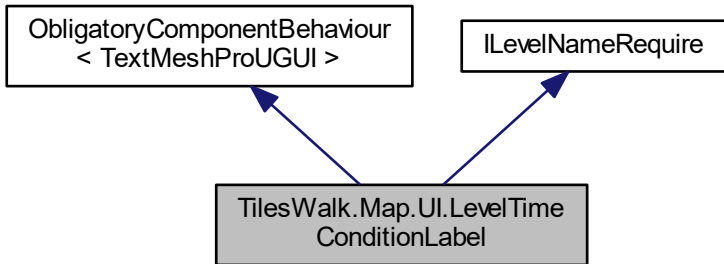 ObligatoryComponentBehaviour
< TextMeshProUGUI >
ILevelNameRequire
TilesWalk.Map.UI.LevelTime
ConditionLabel